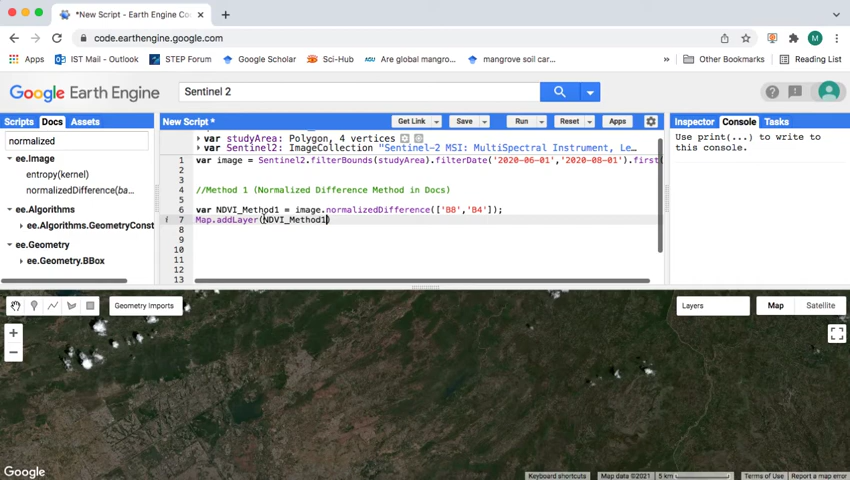 *New Script - Earth Engine Co
code.earthengine.google.com
M
IST Mail - Outlook
STEP Forum
Google Scholar
Sci-Hub
Are global mangro...
mangrove soil car...
»
Other Bookmarks
Reading List
Google Earth Engine
Sentinel 2
Scripts Docs Assets
New Script *
Get Link
Save
Run
Reset
Apps
Inspector Console Tasks
normalized
ee.Image
entropy(kernel)
normalizedDifference(ba...
ee.Algorithms
ee.Algorithms.GeometryConst
ee.Geometry
ee.Geometry.BBox
var studyArea: Polygon, 4 vertices
var Sentinel2: ImageCollection "Sentinel-2 MSI: MultiSpectral Instrument, Le…
1 var image = Sentinel2.filterBounds(studyArea).filterDate('2020-06-01','2020-08-01').first(
2
3
4 //Method 1 (Normalized Difference Method in Docs)
5
6 var NDVI_Method1 = image.normalizedDifference(['B8','B4']);
i 7 Map.addLayer(NDVI_Method1)
8
9
10
11
12
13
Use print(...) to write to
this console.
Geometry Imports
Layers
Map
Satellite
+
−
Google
Keyboard shortcuts
Map data ©2021
5 km
Terms of Use
Report a map error